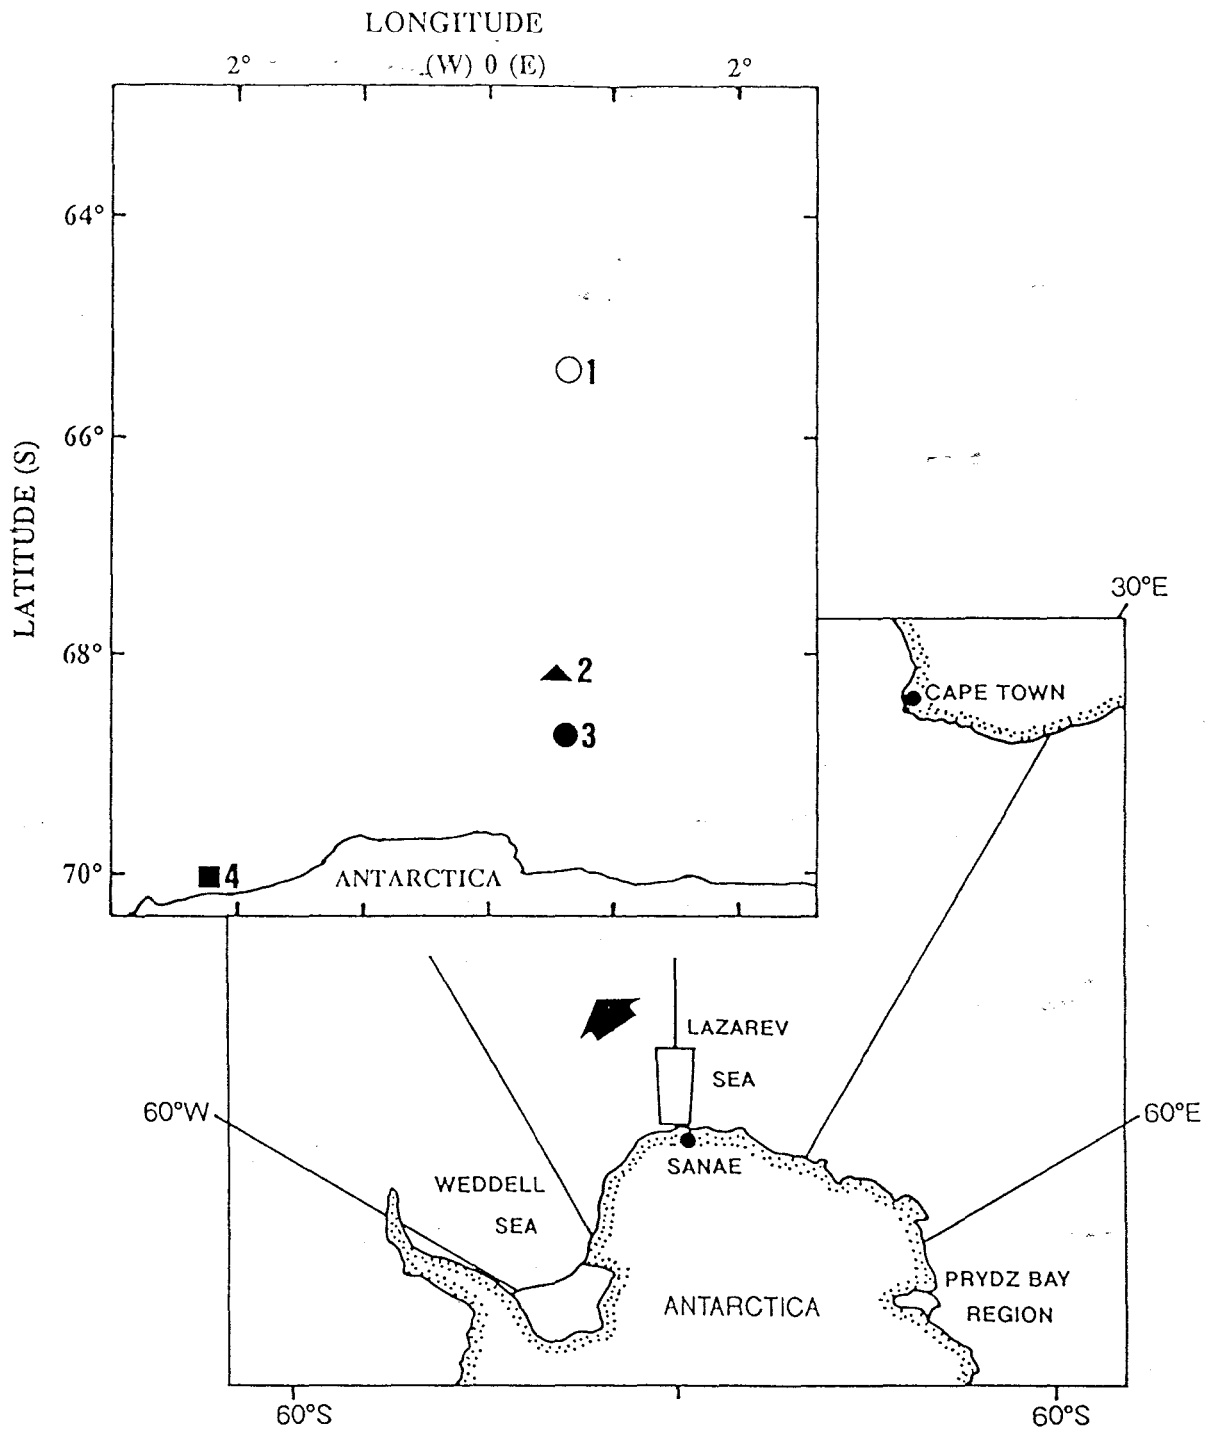 LONGITUDE
2° (W) 0 (E) 2°
64°
1
66°
LATITUDE (S)
30°E
68°
2
CAPE TOWN
3
70°
4
ANTARCTICA
LAZAREV
SEA
60°W
60°E
SANAE
WEDDELL
SEA
PRYDZ BAY
REGION
ANTARCTICA
60°S
60°S